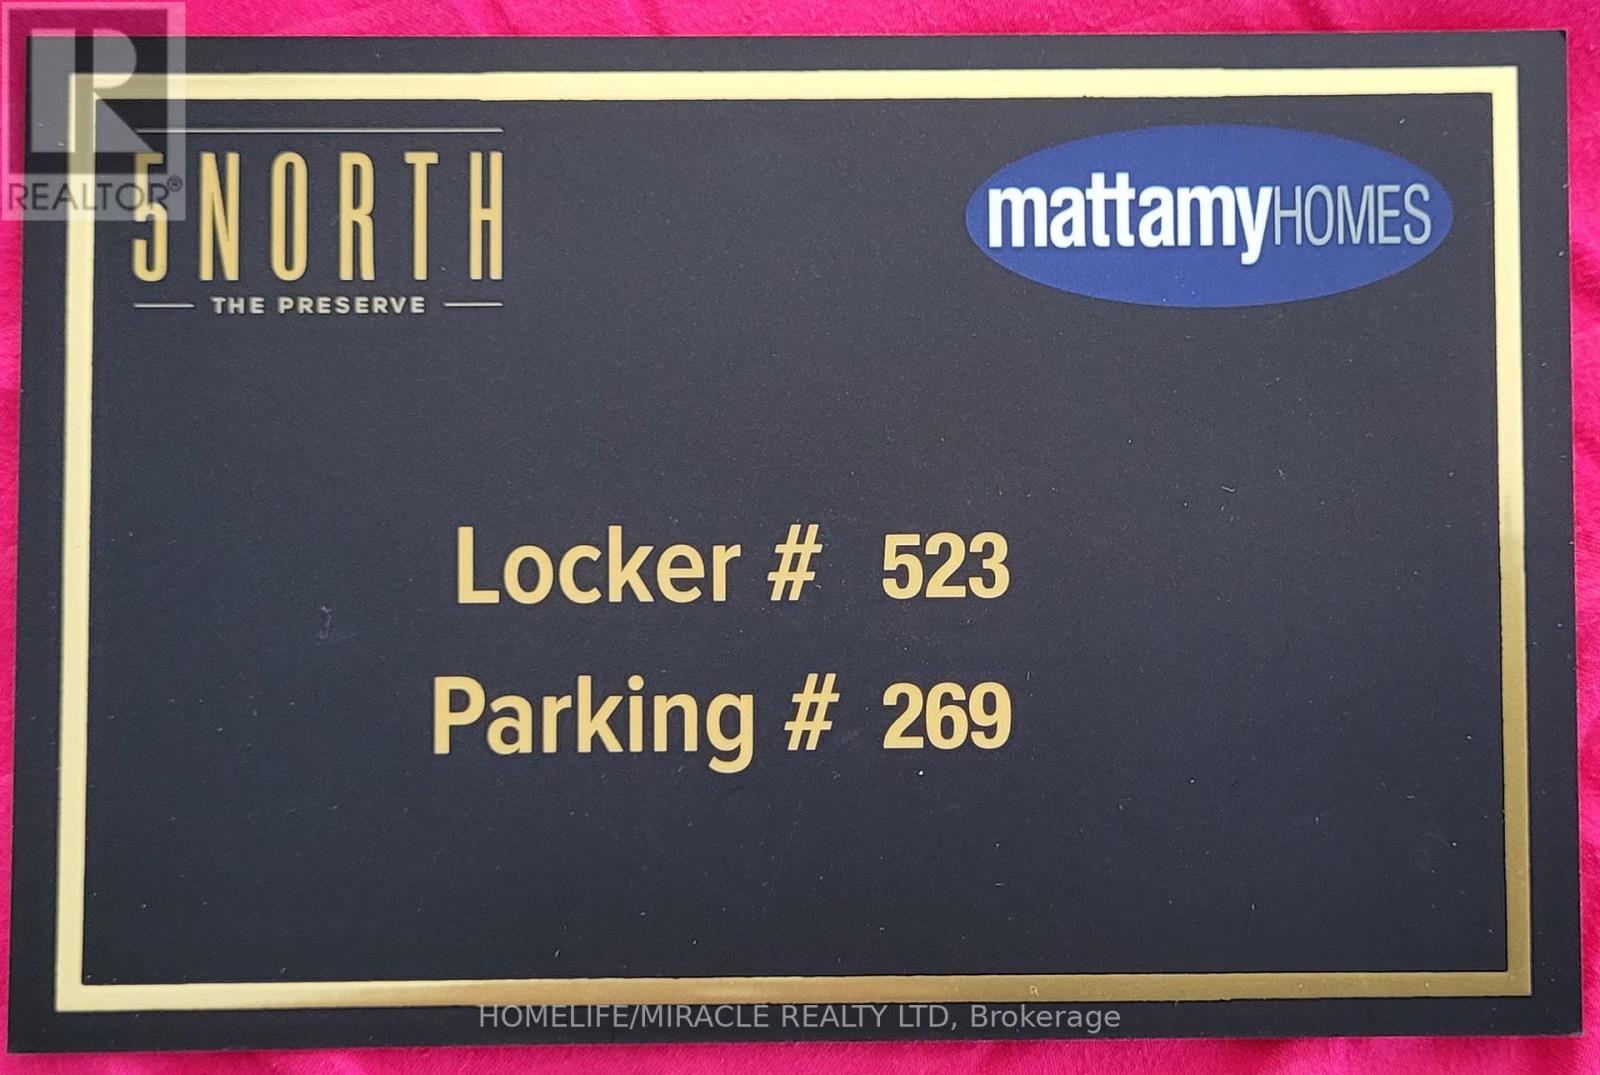 REALTOR®
5NORTH
THE PRESERVE
mattamyHOMES
Locker # 523
Parking # 269
HOMELIFE/MIRACLE REALTY LTD, Brokerage